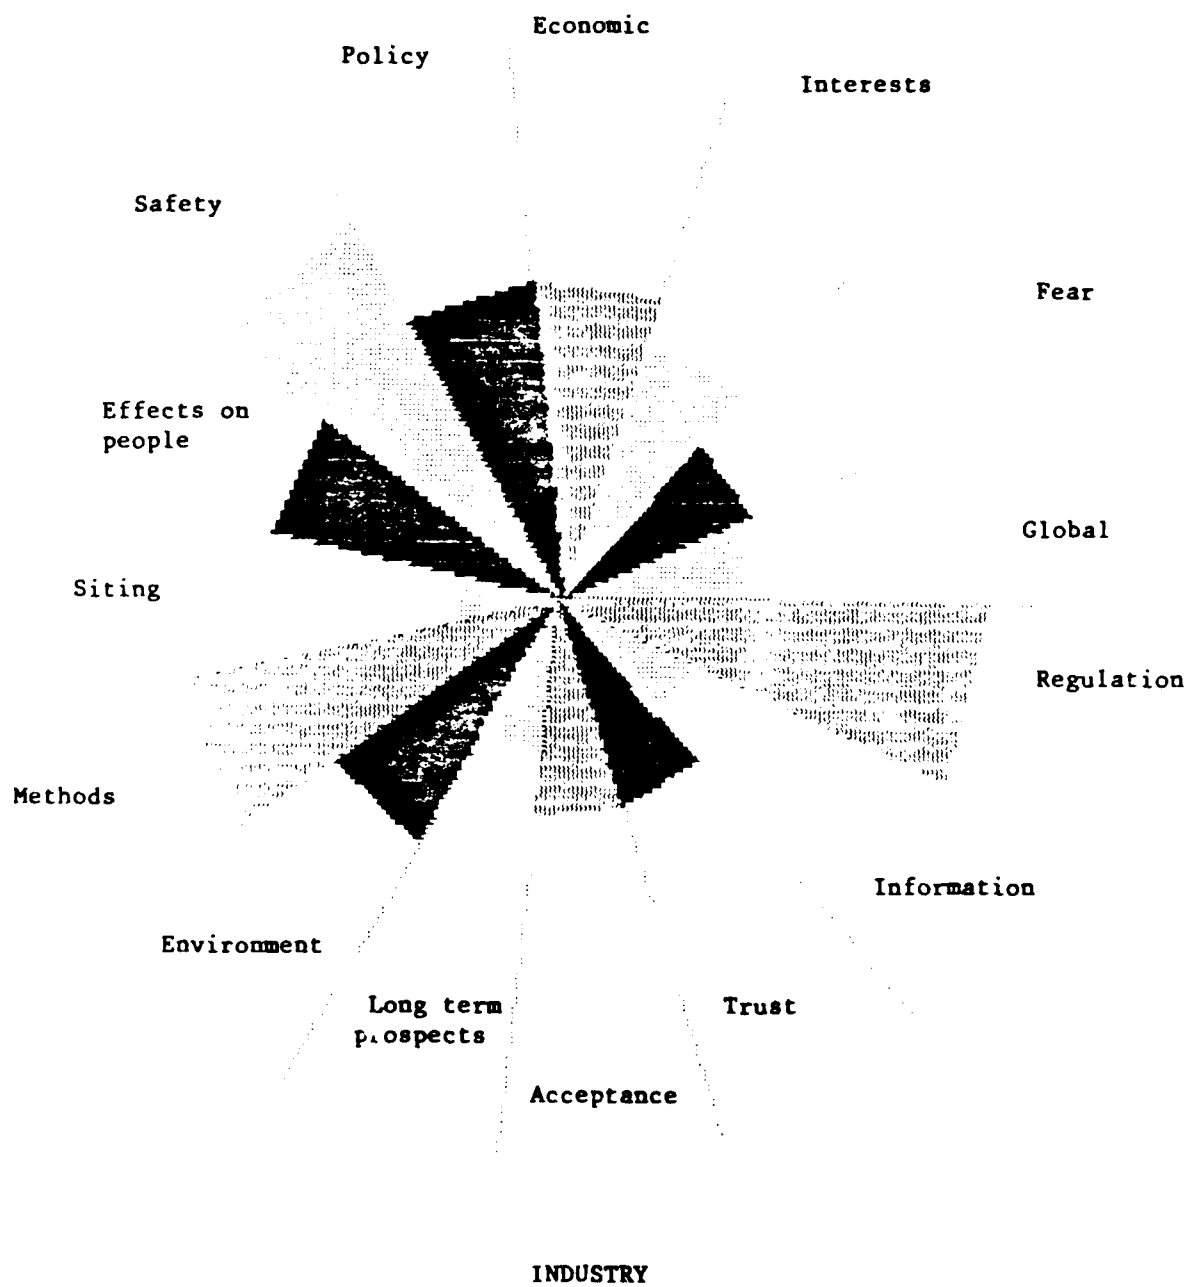 Economic
Policy
Interests
Safety
Fear
Effects on
people
Global
Siting
Regulation
Methods
Information
Environment
Long term
prospects
Trust
Acceptance
INDUSTRY